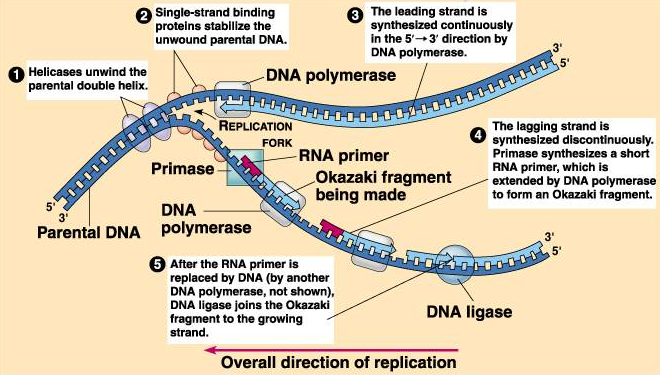 1 Helicases unwind the
parental double helix.
2 Single-strand binding
proteins stabilize the
unwound parental DNA.
3 The leading strand is
synthesized continuously
in the 5'→3' direction by
DNA polymerase.
3'
5'
DNA polymerase
REPLICATION
FORK
4 The lagging strand is
synthesized discontinuously.
Primase synthesizes a short
RNA primer, which is
extended by DNA polymerase
to form an Okazaki fragment.
Primase
RNA primer
Okazaki fragment
being made
5'
3'
Parental DNA
DNA
polymerase
3'
5'
5 After the RNA primer is
replaced by DNA (by another
DNA polymerase, not shown),
DNA ligase joins the Okazaki
fragment to the growing
strand.
DNA ligase
Overall direction of replication